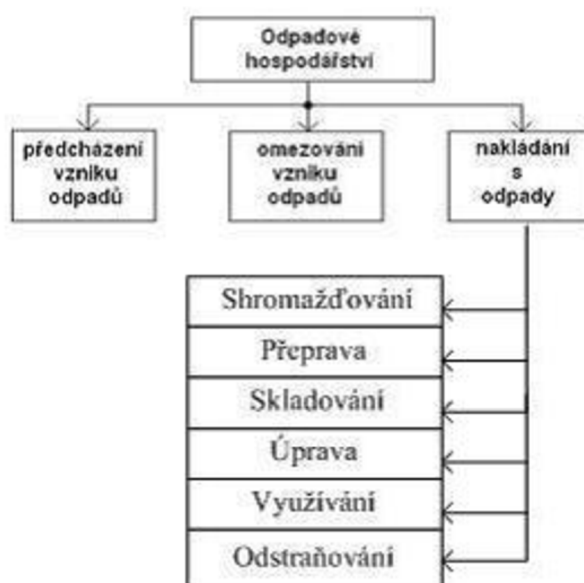 Odpadové
hospodářství
předcházení
vzniku
odpadů
omezování
vzniku
odpadů
nakládání
s
odpady
Shromažďování
Přeprava
Skladování
Úprava
Využívání
Odstraňování